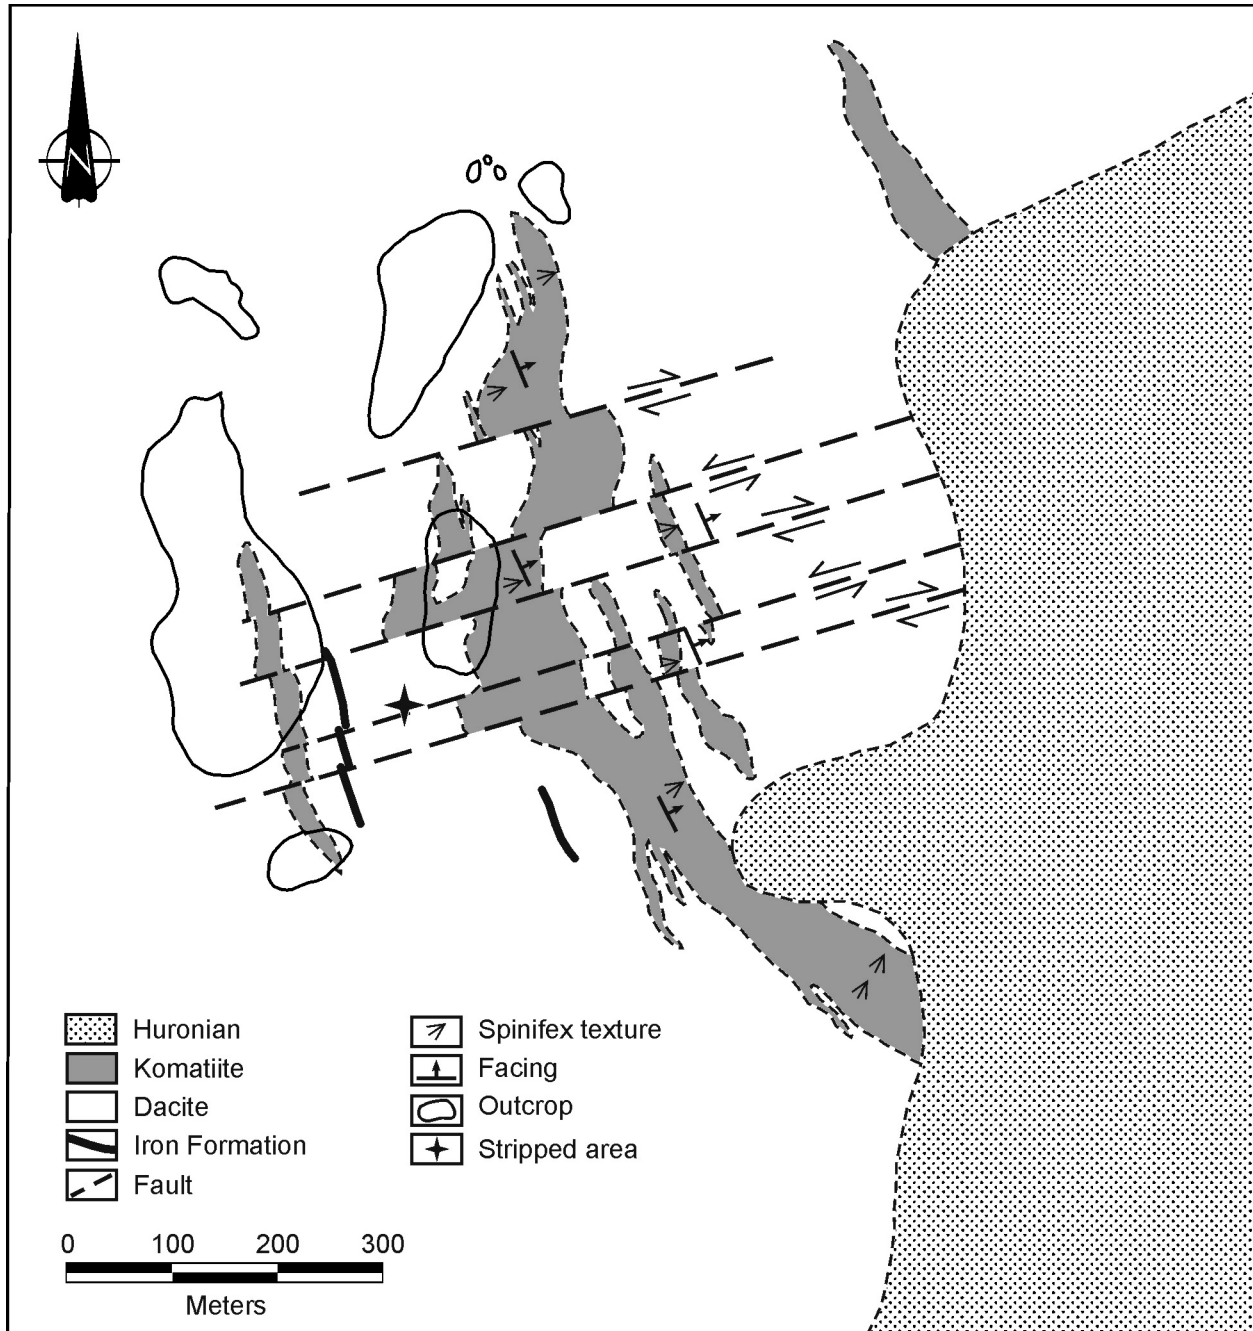 N
Huronian
Komatiite
Dacite
Iron Formation
Fault
Spinifex texture
Facing
Outcrop
Stripped area
0 100 200 300
Meters